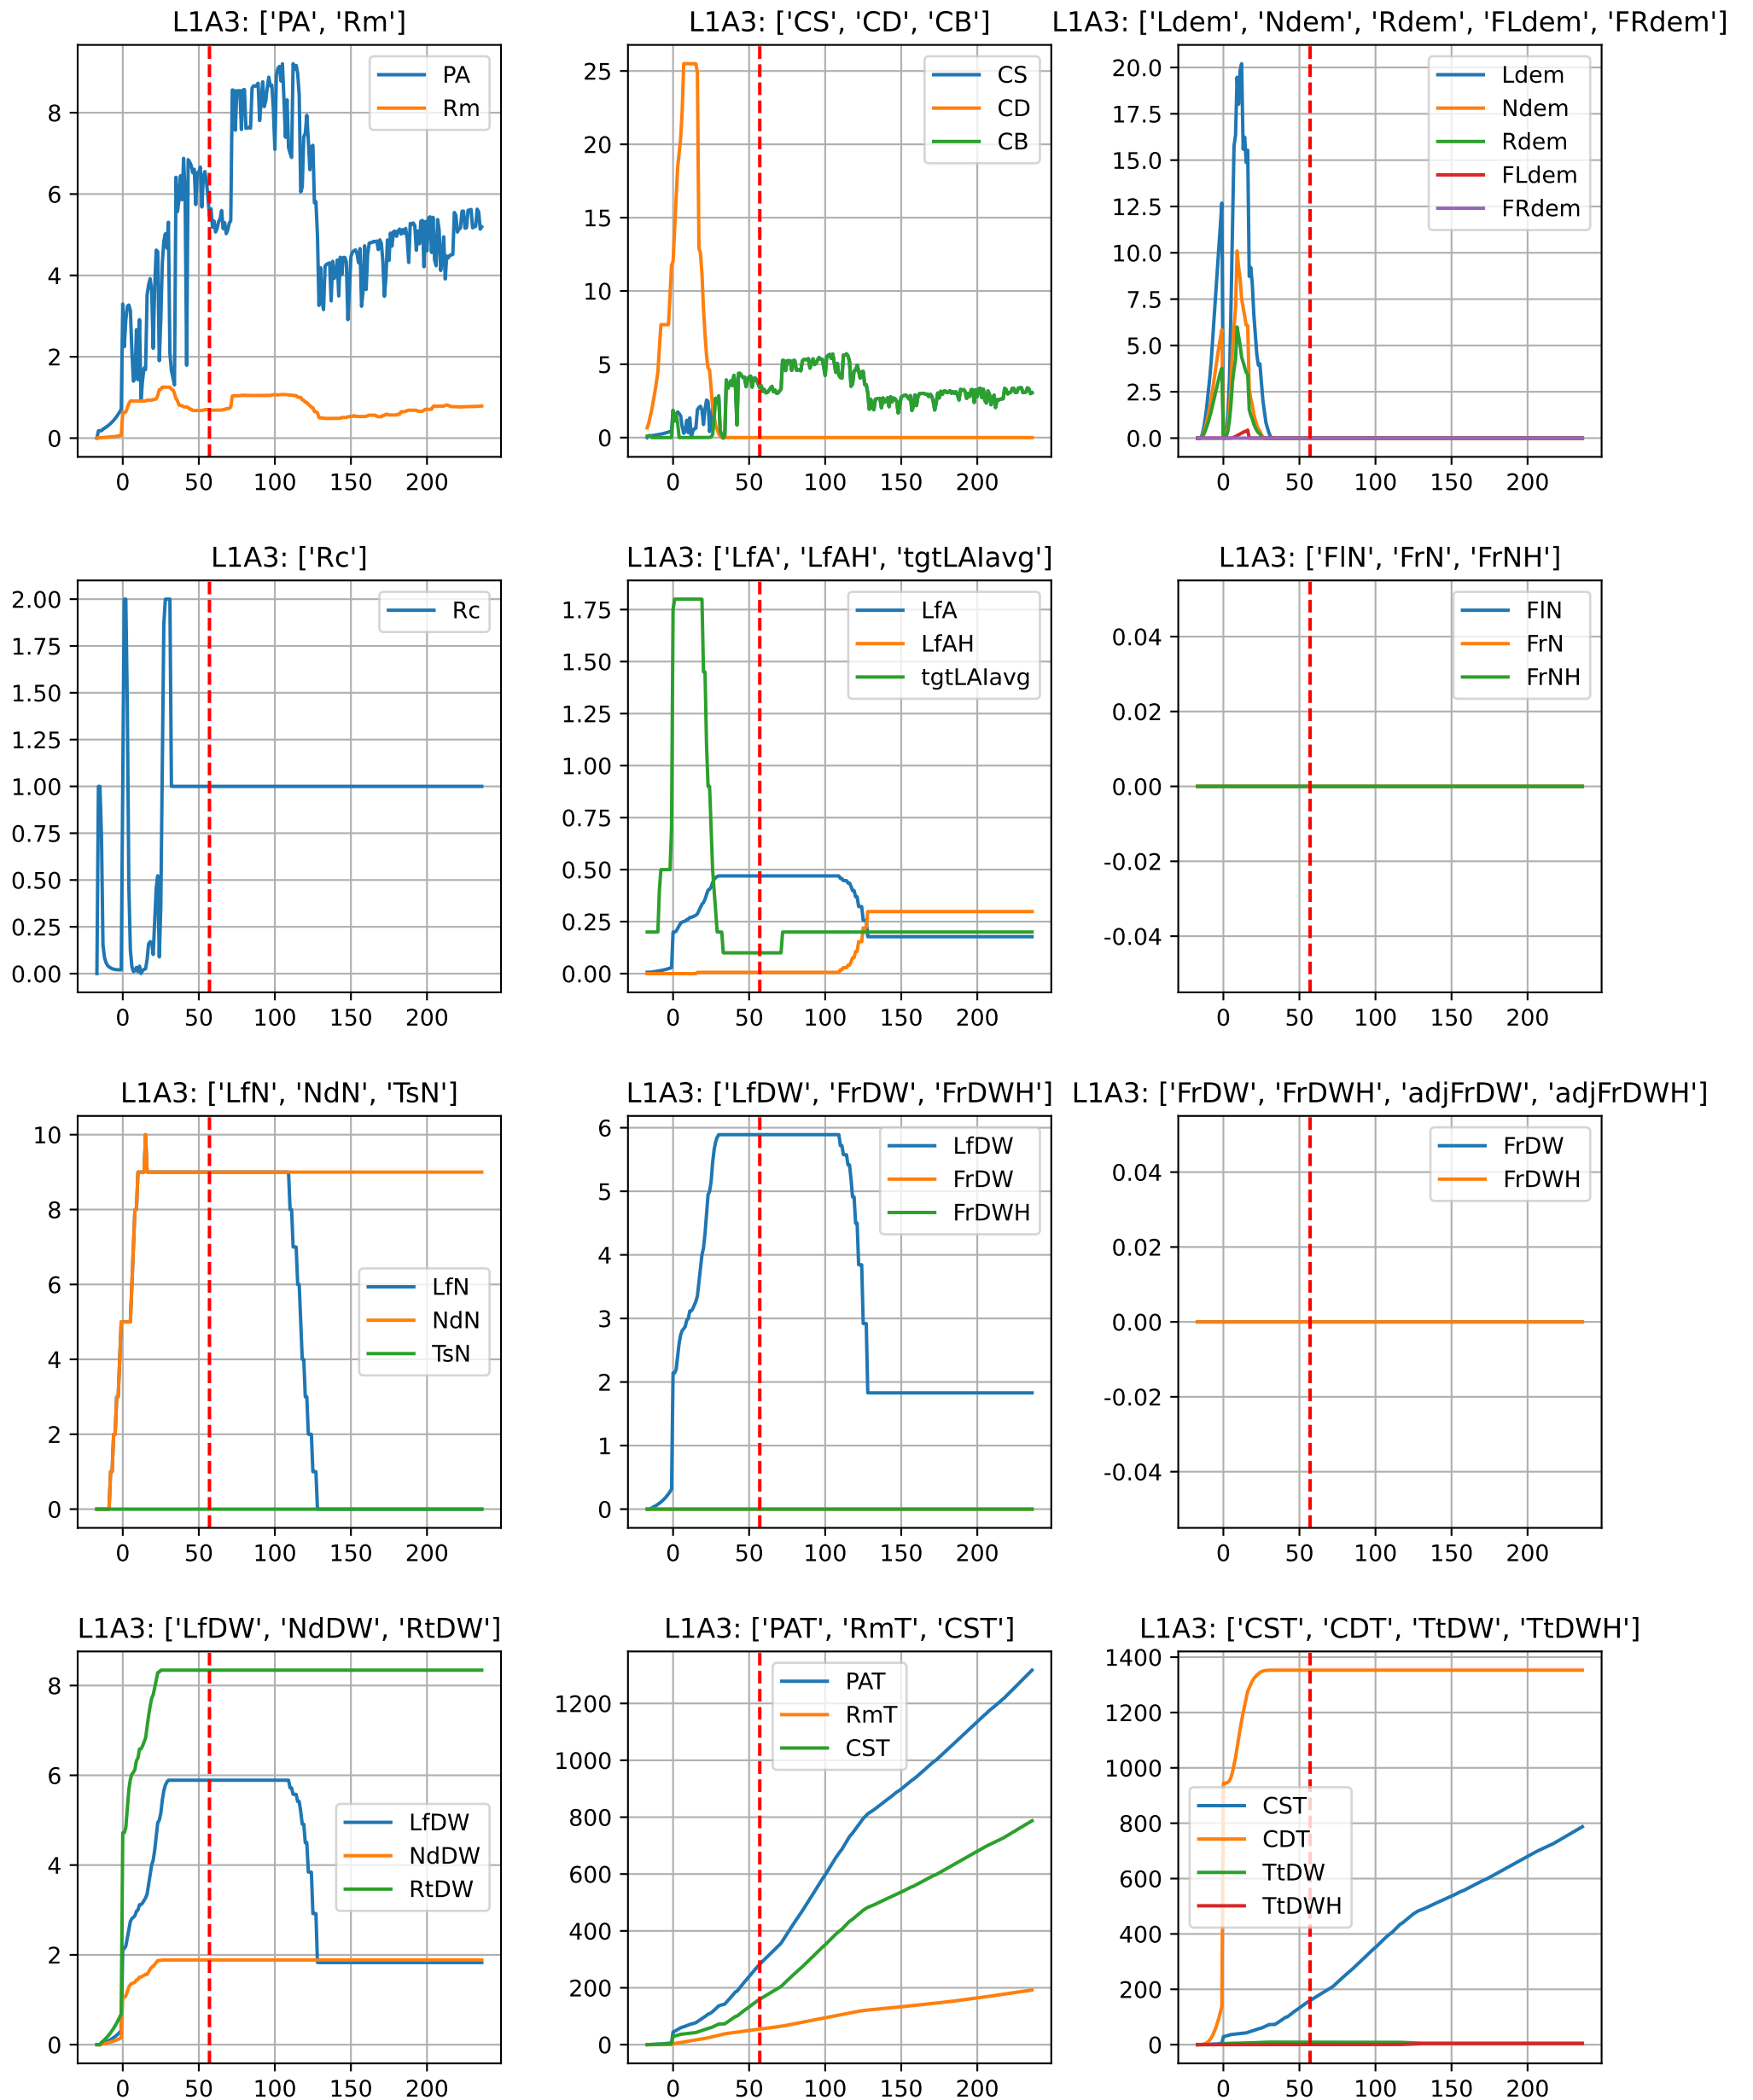 L1A3: ['PA', 'Rm']
PA
Rm
8
6
4
2
0
0 50 100 150 200
L1A3: ['CS', 'CD', 'CB']
CS
CD
CB
25
20
15
10
5
0
0 50 100 150 200
L1A3: ['Ldem', 'Ndem', 'Rdem', 'FLdem', 'FRdem']
Ldem
Ndem
Rdem
FLdem
FRdem
20.0
17.5
15.0
12.5
10.0
7.5
5.0
2.5
0.0
0 50 100 150 200
L1A3: ['Rc']
Rc
2.00
1.75
1.50
1.25
1.00
0.75
0.50
0.25
0.00
0 50 100 150 200
L1A3: ['LfA', 'LfAH', 'tgtLAIavg']
LfA
LfAH
tgtLAIavg
1.75
1.50
1.25
1.00
0.75
0.50
0.25
0.00
0 50 100 150 200
L1A3: ['FlN', 'FrN', 'FrNH']
FlN
FrN
FrNH
0.04
0.02
0.00
-0.02
-0.04
0 50 100 150 200
L1A3: ['LfN', 'NdN', 'TsN']
10
8
6
4
2
0
LfN
NdN
TsN
0 50 100 150 200
L1A3: ['LfDW', 'FrDW', 'FrDWH']
LfDW
FrDW
FrDWH
6
5
4
3
2
1
0
0 50 100 150 200
L1A3: ['FrDW', 'FrDWH', 'adjFrDW', 'adjFrDWH']
FrDW
FrDWH
0.04
0.02
0.00
-0.02
-0.04
0 50 100 150 200
L1A3: ['LfDW', 'NdDW', 'RtDW']
8
6
4
2
0
LfDW
NdDW
RtDW
0 50 100 150 200
L1A3: ['PAT', 'RmT', 'CST']
PAT
RmT
CST
1200
1000
800
600
400
200
0
0 50 100 150 200
L1A3: ['CST', 'CDT', 'TtDW', 'TtDWH']
1400
1200
1000
800
600
400
200
0
CST
CDT
TtDW
TtDWH
0 50 100 150 200